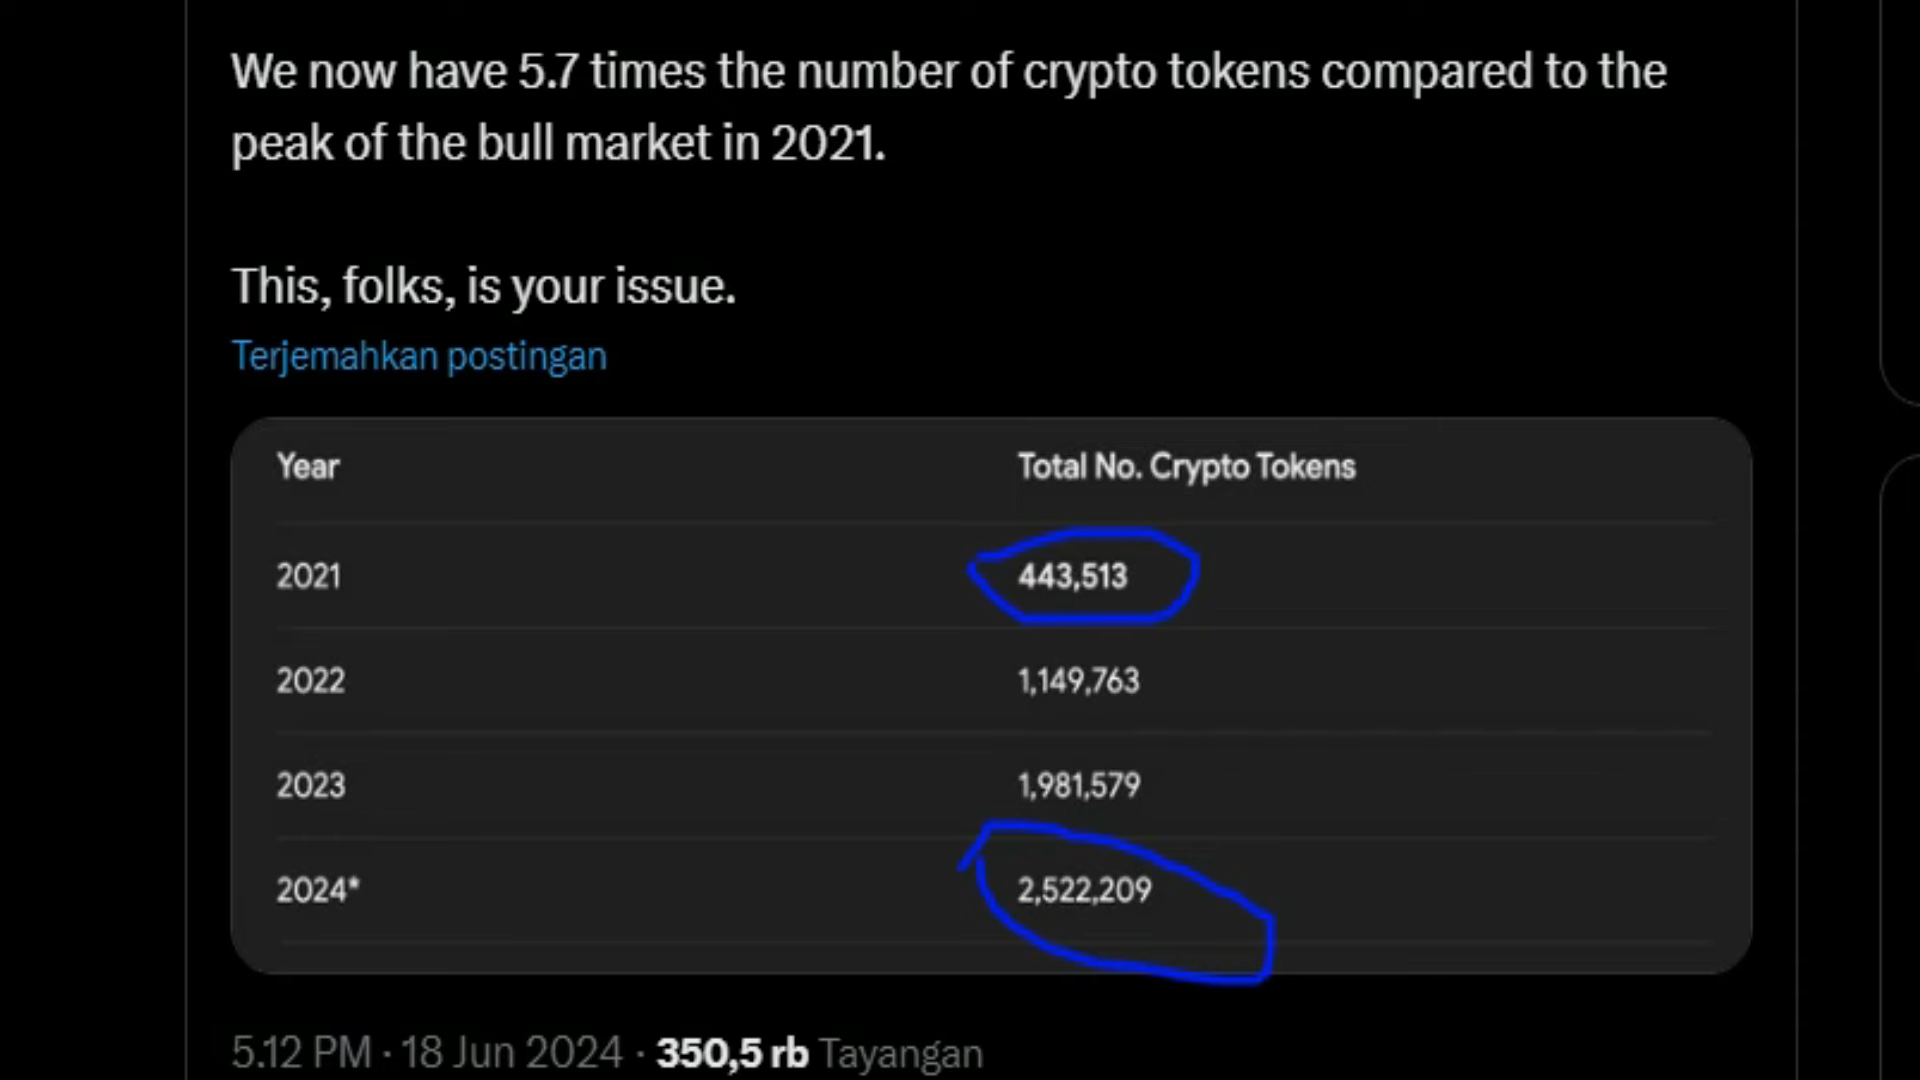 We now have 5.7 times the number of crypto tokens compared to the
peak of the bull market in 2021.
This, folks, is your issue.
Terjemahkan postingan
Year Total No. Crypto Tokens
2021 443,513
2022 1,149,763
2023 1,981,579
2024* 2,522,209
5.12 PM · 18 Jun 2024 · 350,5 rb Tayangan